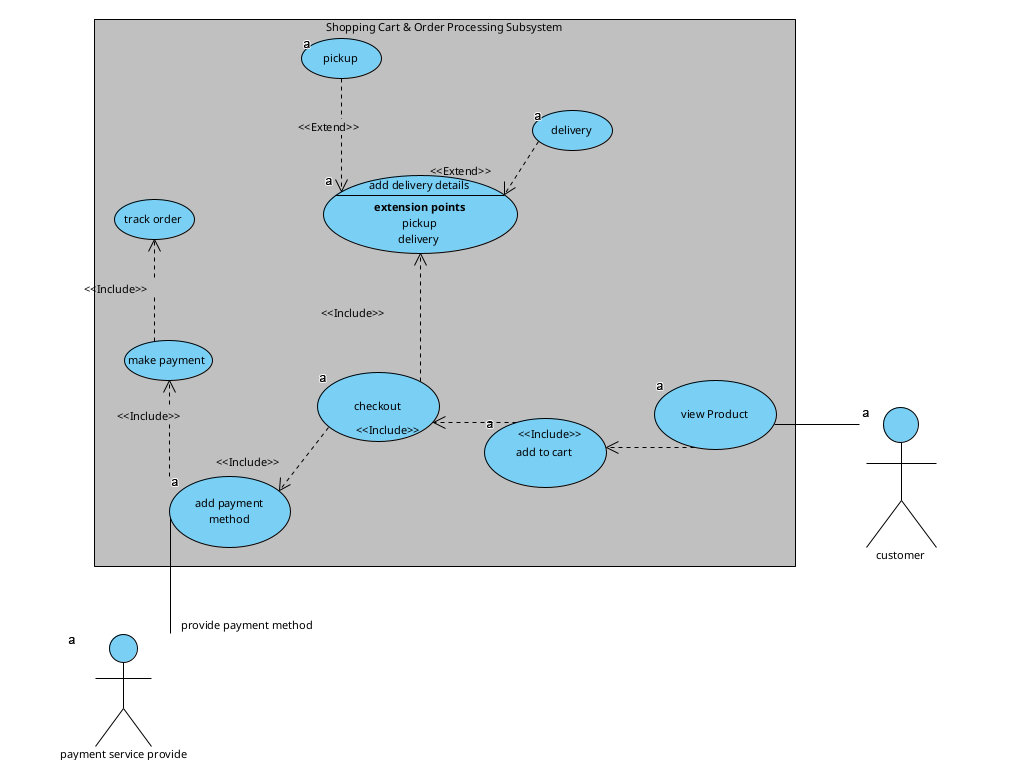 Shopping Cart & Order Processing Subsystem
a
pickup
<<Extend>>
a
delivery
<<Extend>>
a
add delivery details
extension points
pickup
delivery
track order
<<Include>>
<<Include>>
make payment
<<Include>>
a
checkout
<<Include>>
a
<<Include>>
add to cart
a
view Product
a
customer
<<Include>>
a
add payment
method
provide payment method
a
payment service provide